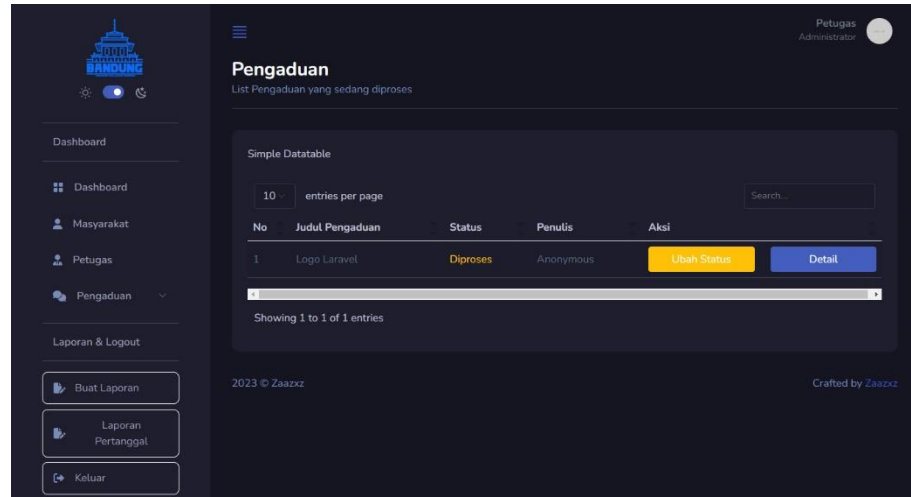 BANDUNG
Petugas
Administrator
Pengaduan
List Pengaduan yang sedang diproses
Dashboard
Dashboard
Masyarakat
Petugas
Pengaduan
Laporan & Logout
Buat Laporan
Laporan
Pertanggal
Keluar
Simple Datatable
10 entries per page
Search...
No Judul Pengaduan Status Penulis Aksi
1 Logo Laravel Diproses Anonymous Ubah Status Detail
Showing 1 to 1 of 1 entries
2023 © Zaazxz
Crafted by Zaazxz